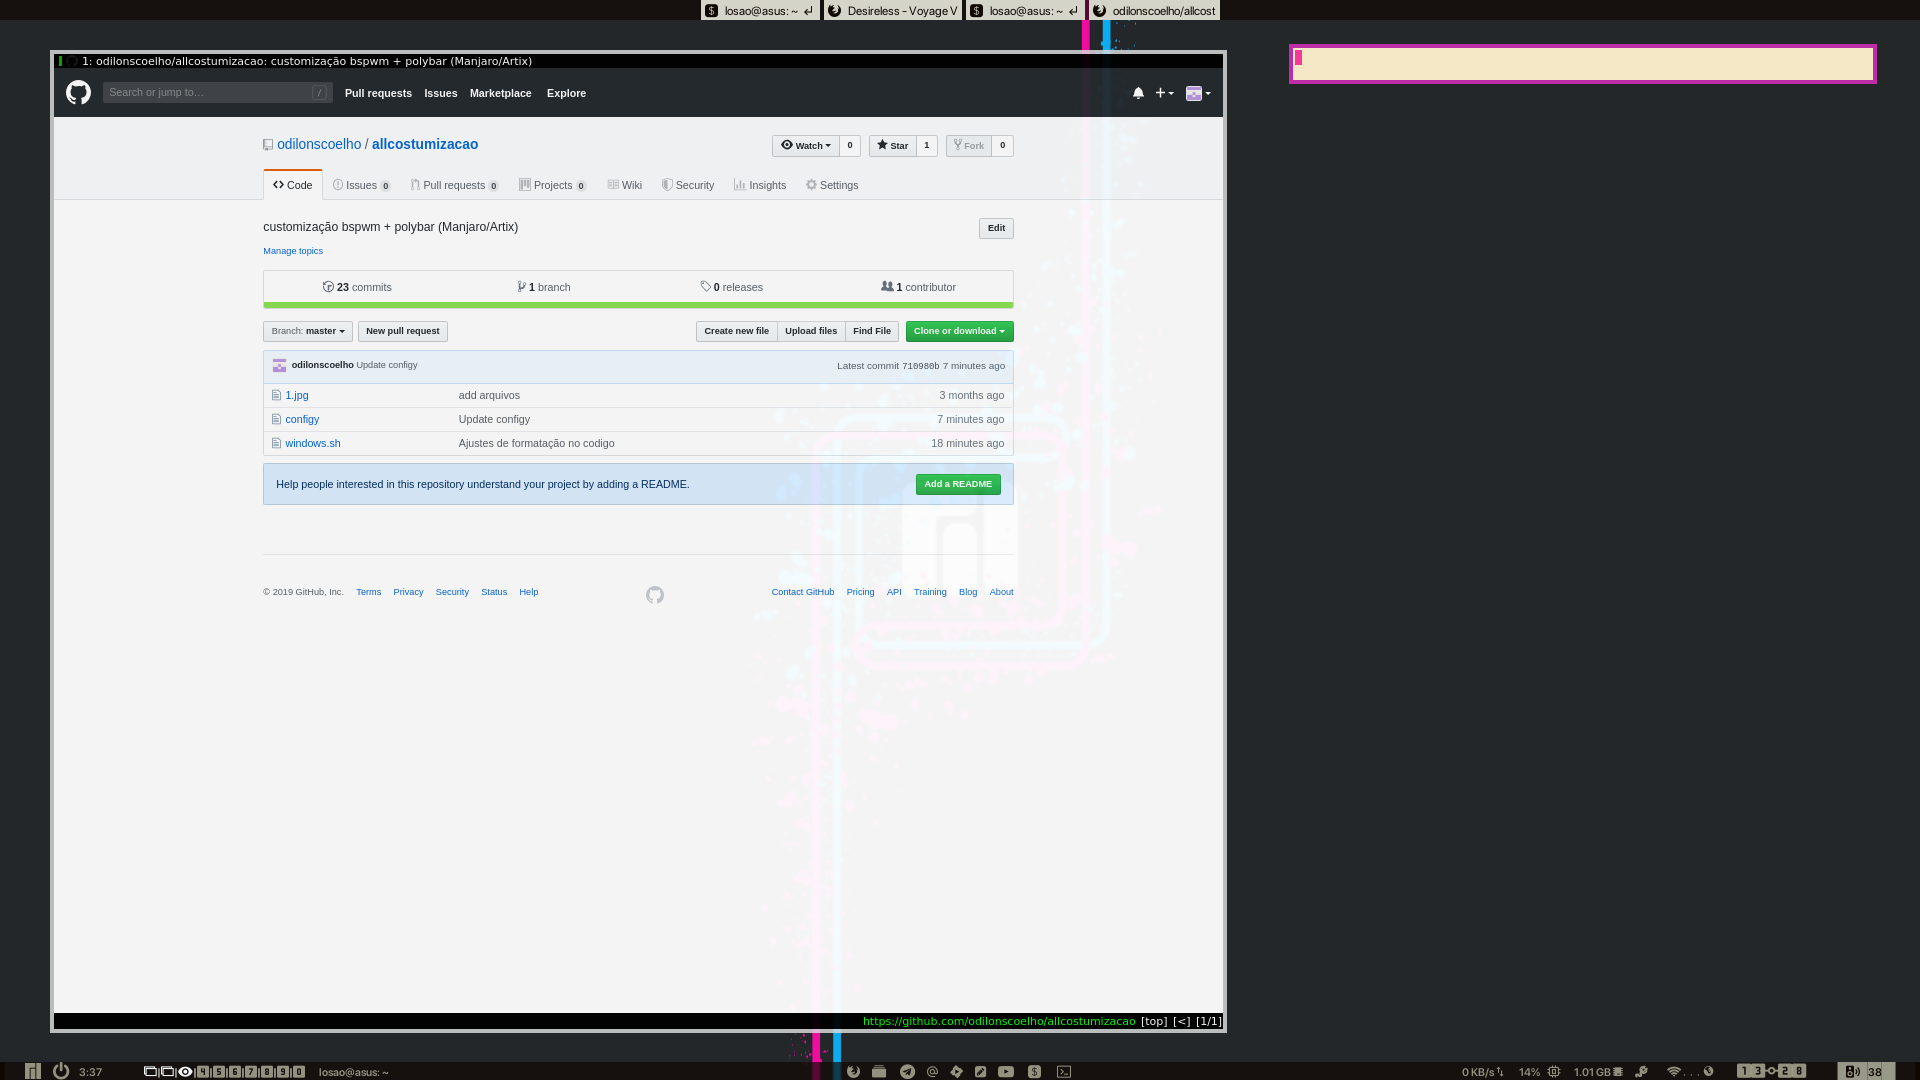 losao@asus: ~ ↵ Desireless - Voyage V losao@asus: ~ ↵ odilonscoelho/allcost
1: odilonscoelho/allcostumizacao: customização bspwm + polybar (Manjaro/Artix)
Search or jump to... / Pull requests Issues Marketplace Explore
odilonscoelho / allcostumizacao Watch 0 Star 1 Fork 0
Code Issues 0 Pull requests 0 Projects 0 Wiki Security Insights Settings
customização bspwm + polybar (Manjaro/Artix) Edit
Manage topics
23 commits 1 branch 0 releases 1 contributor
Branch: master New pull request Create new file Upload files Find File Clone or download
odilonscoelho Update configy Latest commit 710980b 7 minutes ago
1.jpg add arquivos 3 months ago
configy Update configy 7 minutes ago
windows.sh Ajustes de formatação no codigo 18 minutes ago
Help people interested in this repository understand your project by adding a README. Add a README
© 2019 GitHub, Inc. Terms Privacy Security Status Help Contact GitHub Pricing API Training Blog About
https://github.com/odilonscoelho/allcostumizacao [top] [<] [1/1]
3:37 4 5 6 7 8 9 0 losao@asus: ~ 0 KB/s 14% 1.01 GB ... 13 28 38